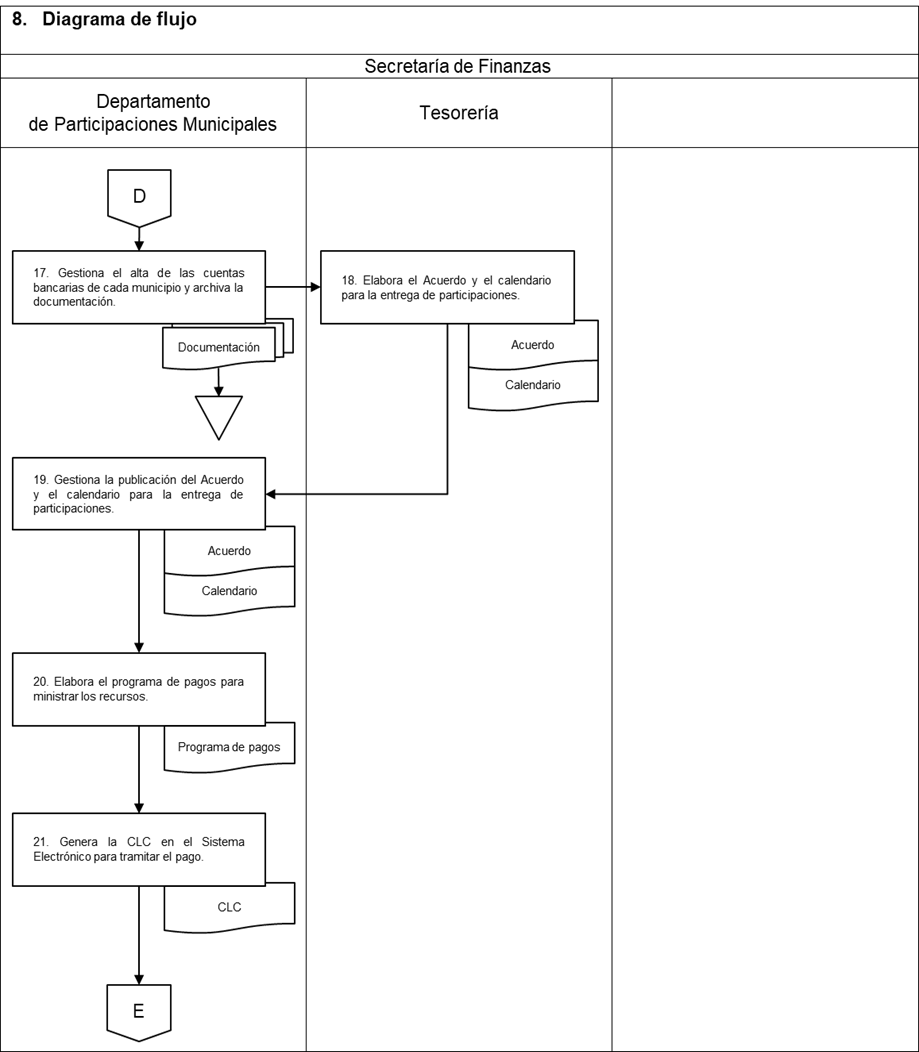 8. Diagrama de flujo
Secretaría de Finanzas
Departamento
de Participaciones Municipales
Tesorería
D
17. Gestiona el alta de las cuentas
bancarias de cada municipio y archiva la
documentación.
18. Elabora el Acuerdo y el calendario
para la entrega de participaciones.
Documentación
Acuerdo
Calendario
19. Gestiona la publicación del Acuerdo
y el calendario para la entrega de
participaciones.
Acuerdo
Calendario
20. Elabora el programa de pagos para
ministrar los recursos.
Programa de pagos
21. Genera la CLC en el Sistema
Electrónico para tramitar el pago.
CLC
E